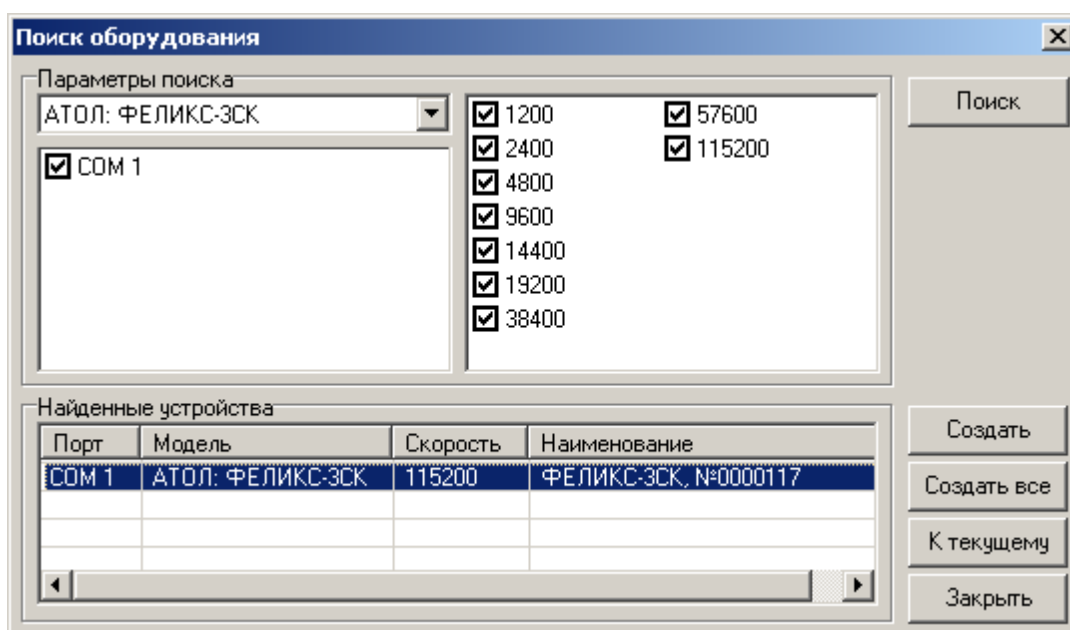 Поиск оборудования
Параметры поиска
АТОЛ: ФЕЛИКС-3СК
COM 1
1200
2400
4800
9600
14400
19200
38400
57600
115200
Поиск
Найденные устройства
Порт Модель Скорость Наименование
COM 1 АТОЛ: ФЕЛИКС-3СК 115200 ФЕЛИКС-3СК, №0000117
Создать
Создать все
К текущему
Закрыть